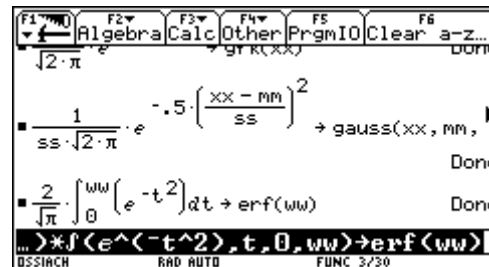 F1 F2 F3 F4 F5 F6
Algebra Calc Other PrgmIO Clear a-z…
√2·π ·e → gfk(xx) Done
1/(ss·√2·π)·e^-.5·((xx-mm)/ss)^2 → gauss(xx,mm,
Done
2/√π·∫0^ww(e^-t^2)dt → erf(ww) Done
…)*∫(e^(-t^2),t,0,ww)→erf(ww)
OSSIACH RAD AUTO FUNC 3/30